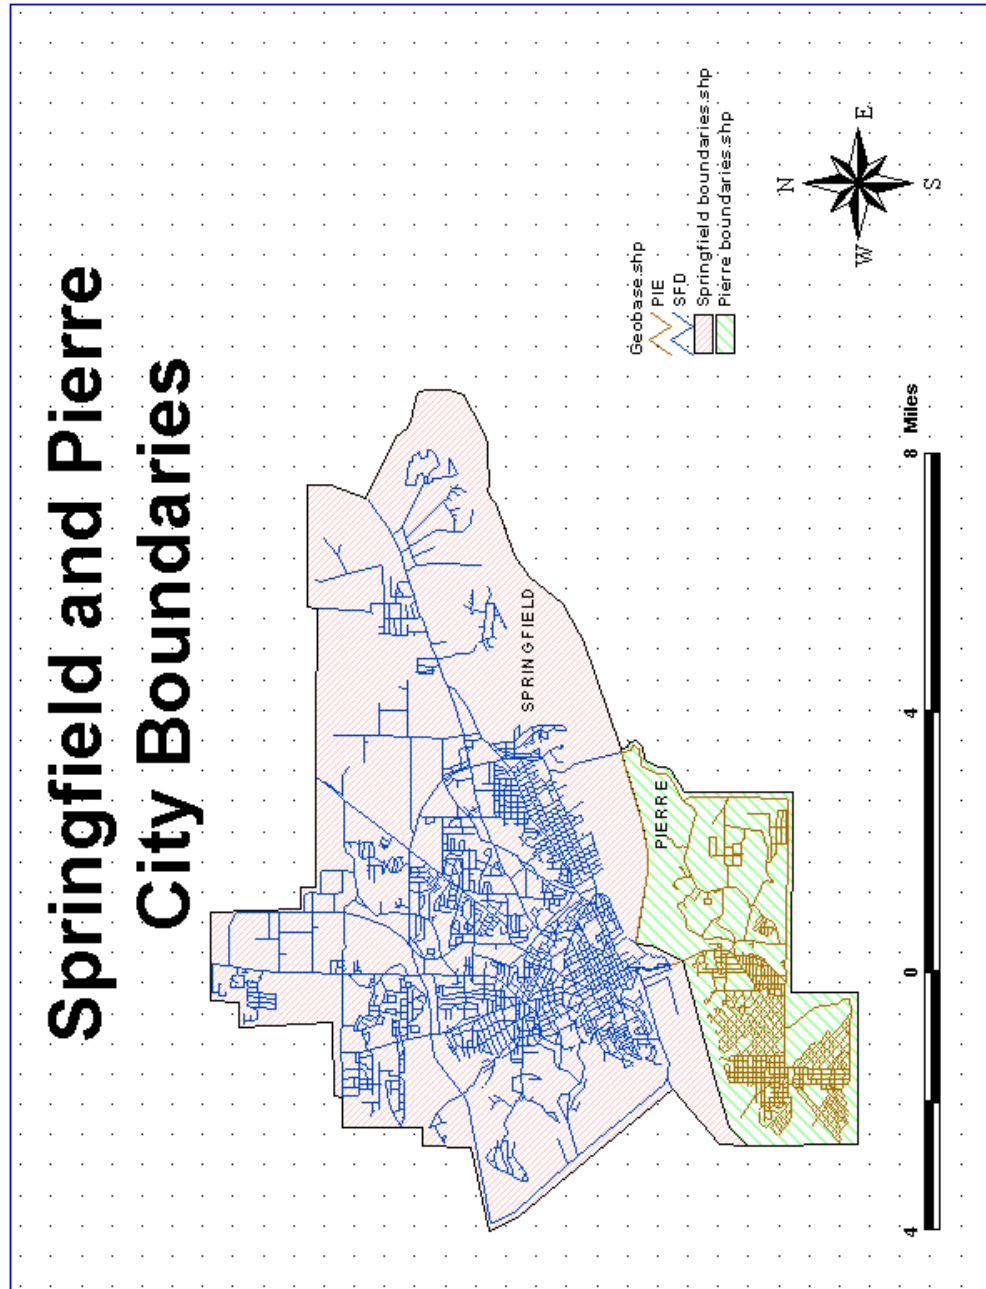 Springfield and Pierre
City Boundaries
SPRINGFIELD
PIERRE
Geobase.shp
PIE
SFD
Springfield boundaries.shp
Pierre boundaries.shp
N
E
S
W
4
0
4
8 Miles